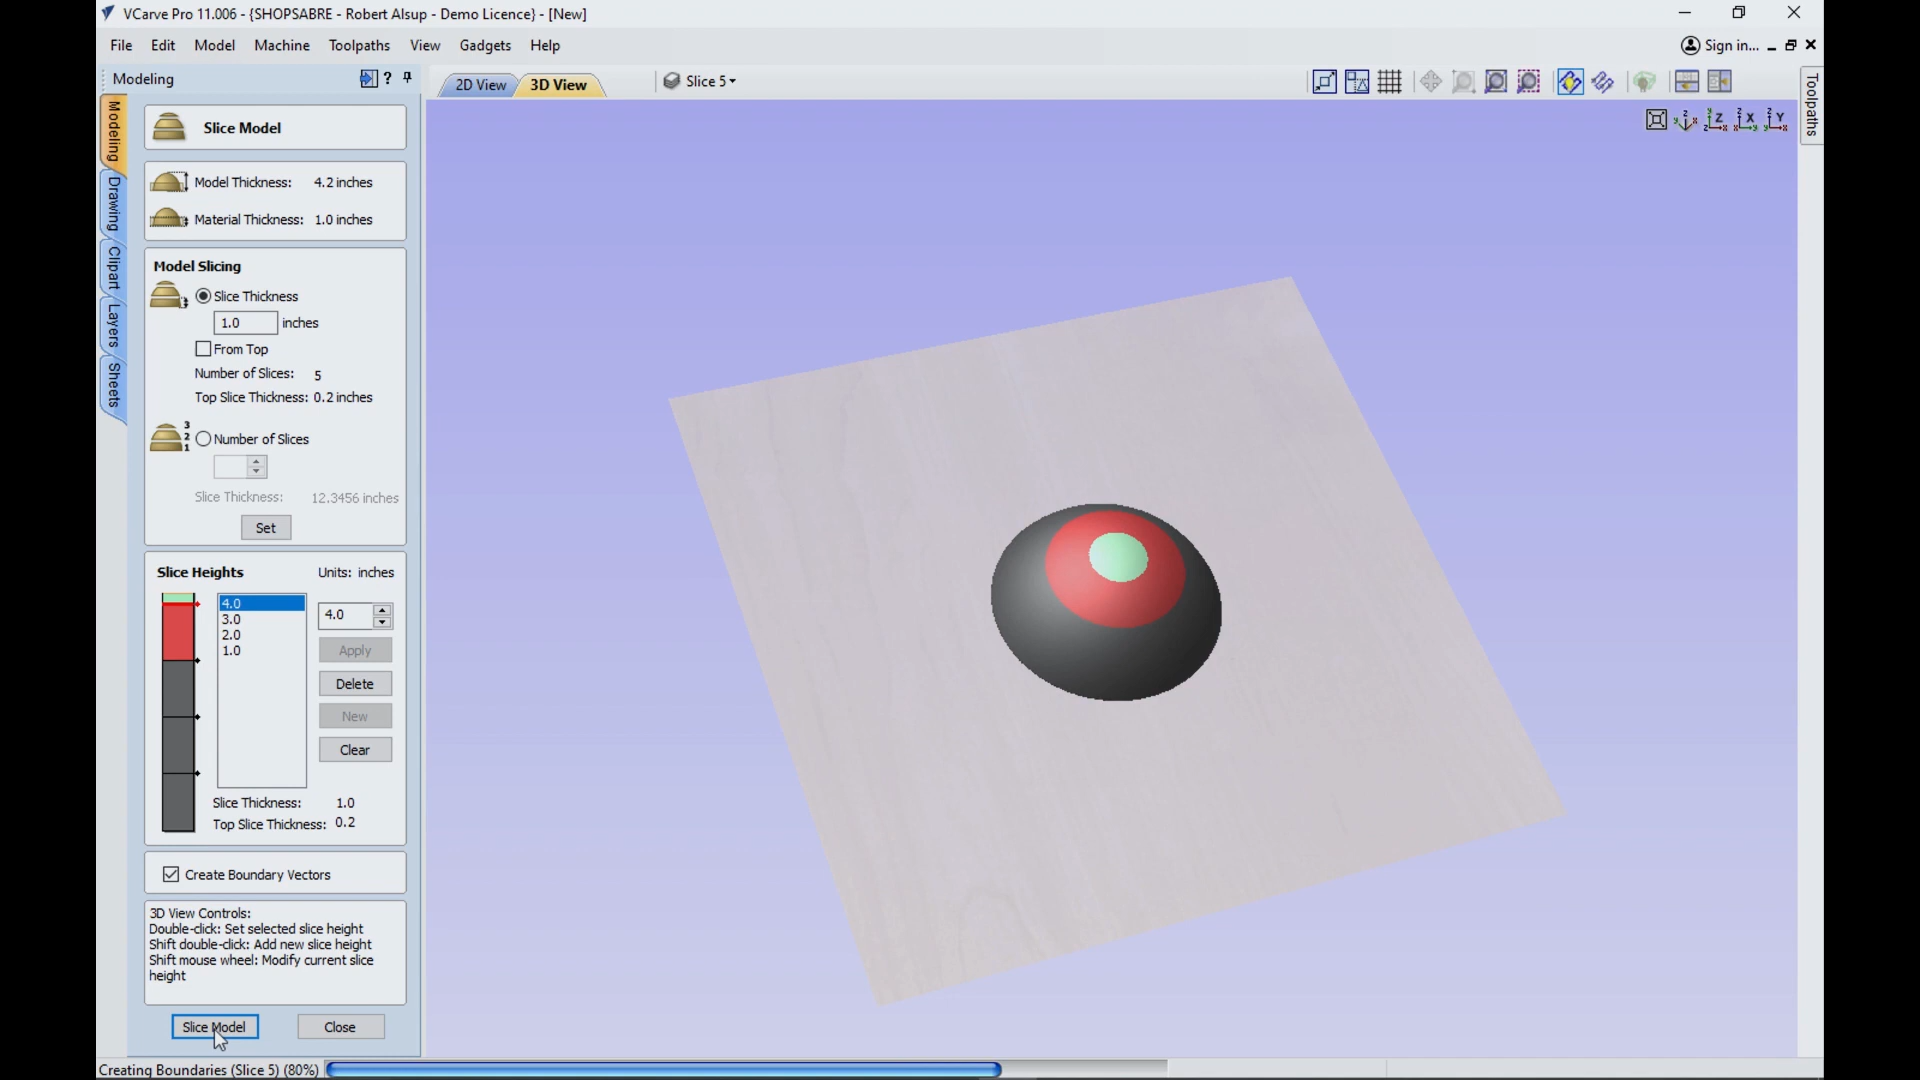 VCarve Pro 11.006 - {SHOPSABRE - Robert Alsup - Demo Licence} - [New]
File Edit Model Machine Toolpaths View Gadgets Help
Sign in...
Modeling
?
2D View
3D View
Slice 5
Toolpaths
Modeling
Drawing
Clipart
Layers
Sheets
Slice Model
Model Thickness: 4.2 inches
Material Thickness: 1.0 inches
Model Slicing
Slice Thickness
1.0 inches
From Top
Number of Slices: 5
Top Slice Thickness: 0.2 inches
3
2
1
Number of Slices
Slice Thickness: 12.3456 inches
Set
Slice Heights Units: inches
4.0
3.0
2.0
1.0
4.0
Apply
Delete
New
Clear
Slice Thickness: 1.0
Top Slice Thickness: 0.2
Create Boundary Vectors
3D View Controls:
Double-click: Set selected slice height
Shift double-click: Add new slice height
Shift mouse wheel: Modify current slice
height
Slice Model
Close
Creating Boundaries (Slice 5) (80%)